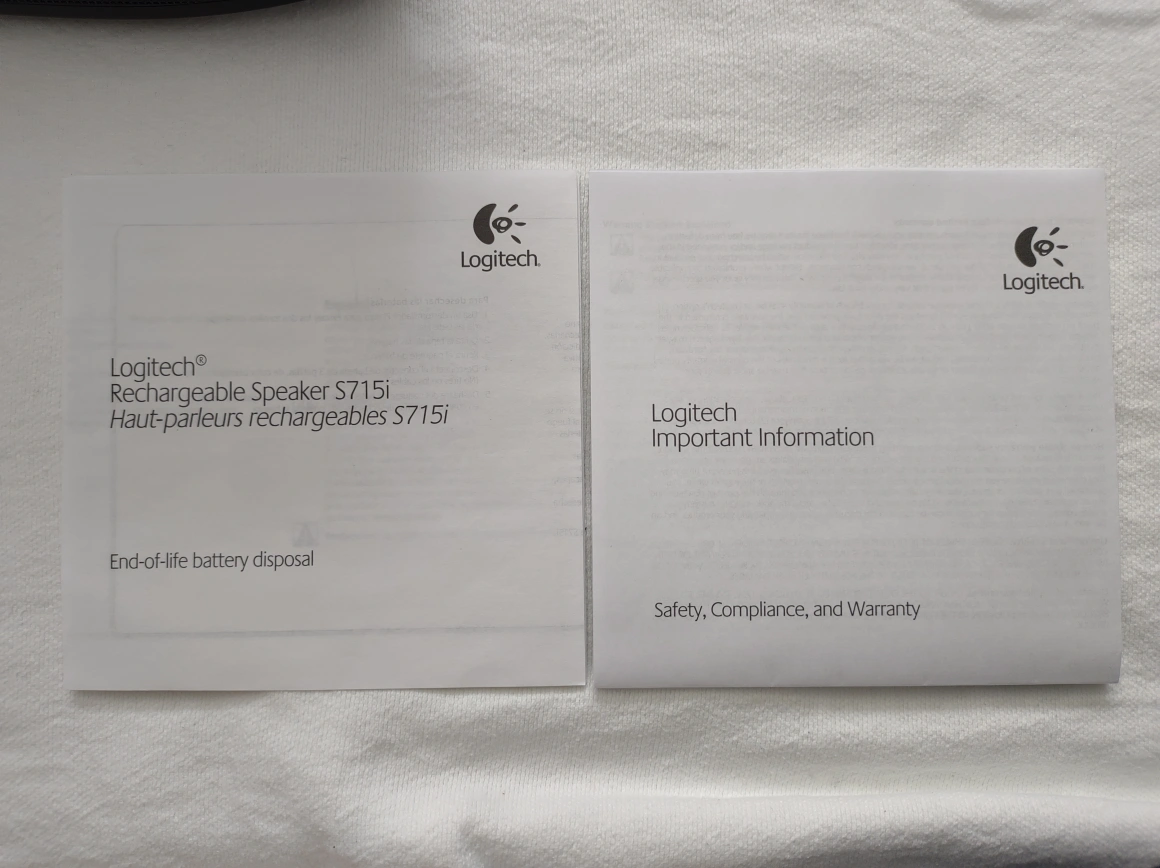 Logitech.
Logitech®
Rechargeable Speaker S715i
Haut-parleurs rechargeables S715i
End-of-life battery disposal
Logitech.
Logitech
Important Information
Safety, Compliance, and Warranty